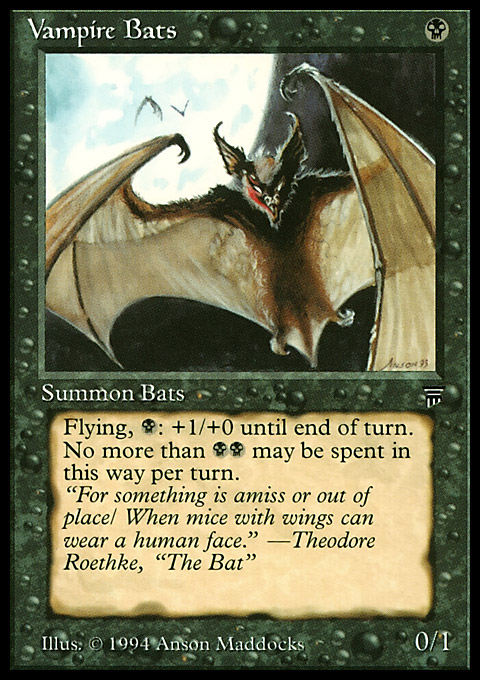 Vampire Bats
ANSON 93
Summon Bats
Flying, : +1/+0 until end of turn.
No more than may be spent in
this way per turn.
“For something is amiss or out of
place/ When mice with wings can
wear a human face.” —Theodore
Roethke, “The Bat”
Illus. © 1994 Anson Maddocks
0/1